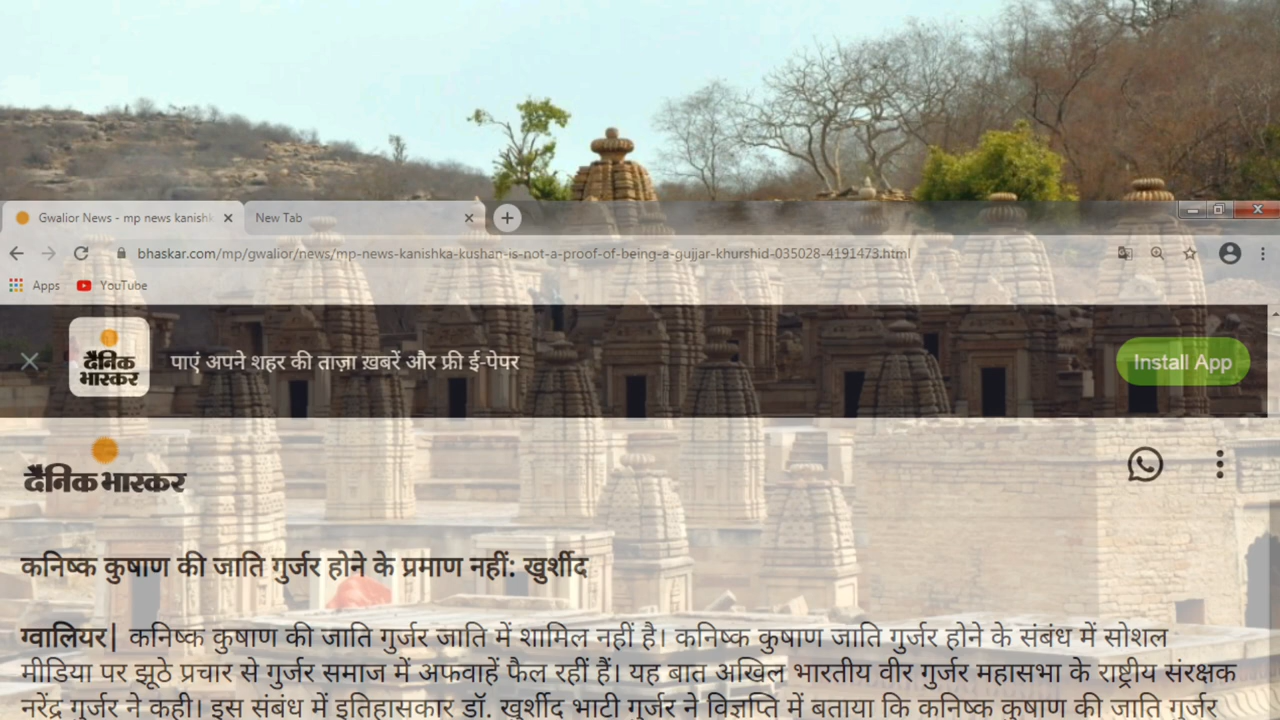 Gwalior News - mp news kanishk
New Tab
bhaskar.com/mp/gwalior/news/mp-news-kanishka-kushan-is-not-a-proof-of-being-a-gujjar-khurshid-035028-4191473.html
Apps YouTube
दैनिक
भास्कर
पाएं अपने शहर की ताज़ा ख़बरें और फ्री ई-पेपर
Install App
दैनिक भास्कर
कनिष्क कुषाण की जाति गुर्जर होने के प्रमाण नहीं: खुर्शीद
ग्वालियर| कनिष्क कुषाण की जाति गुर्जर जाति में शामिल नहीं है। कनिष्क कुषाण जाति गुर्जर होने के संबंध में सोशल
मीडिया पर झूठे प्रचार से गुर्जर समाज में अफवाहें फैल रहीं हैं। यह बात अखिल भारतीय वीर गुर्जर महासभा के राष्ट्रीय संरक्षक
नरेंद्र गुर्जर ने कही। इस संबंध में इतिहासकार डॉ. खुर्शीद भाटी गुर्जर ने विज्ञप्ति में बताया कि कनिष्क कुषाण की जाति गुर्जर